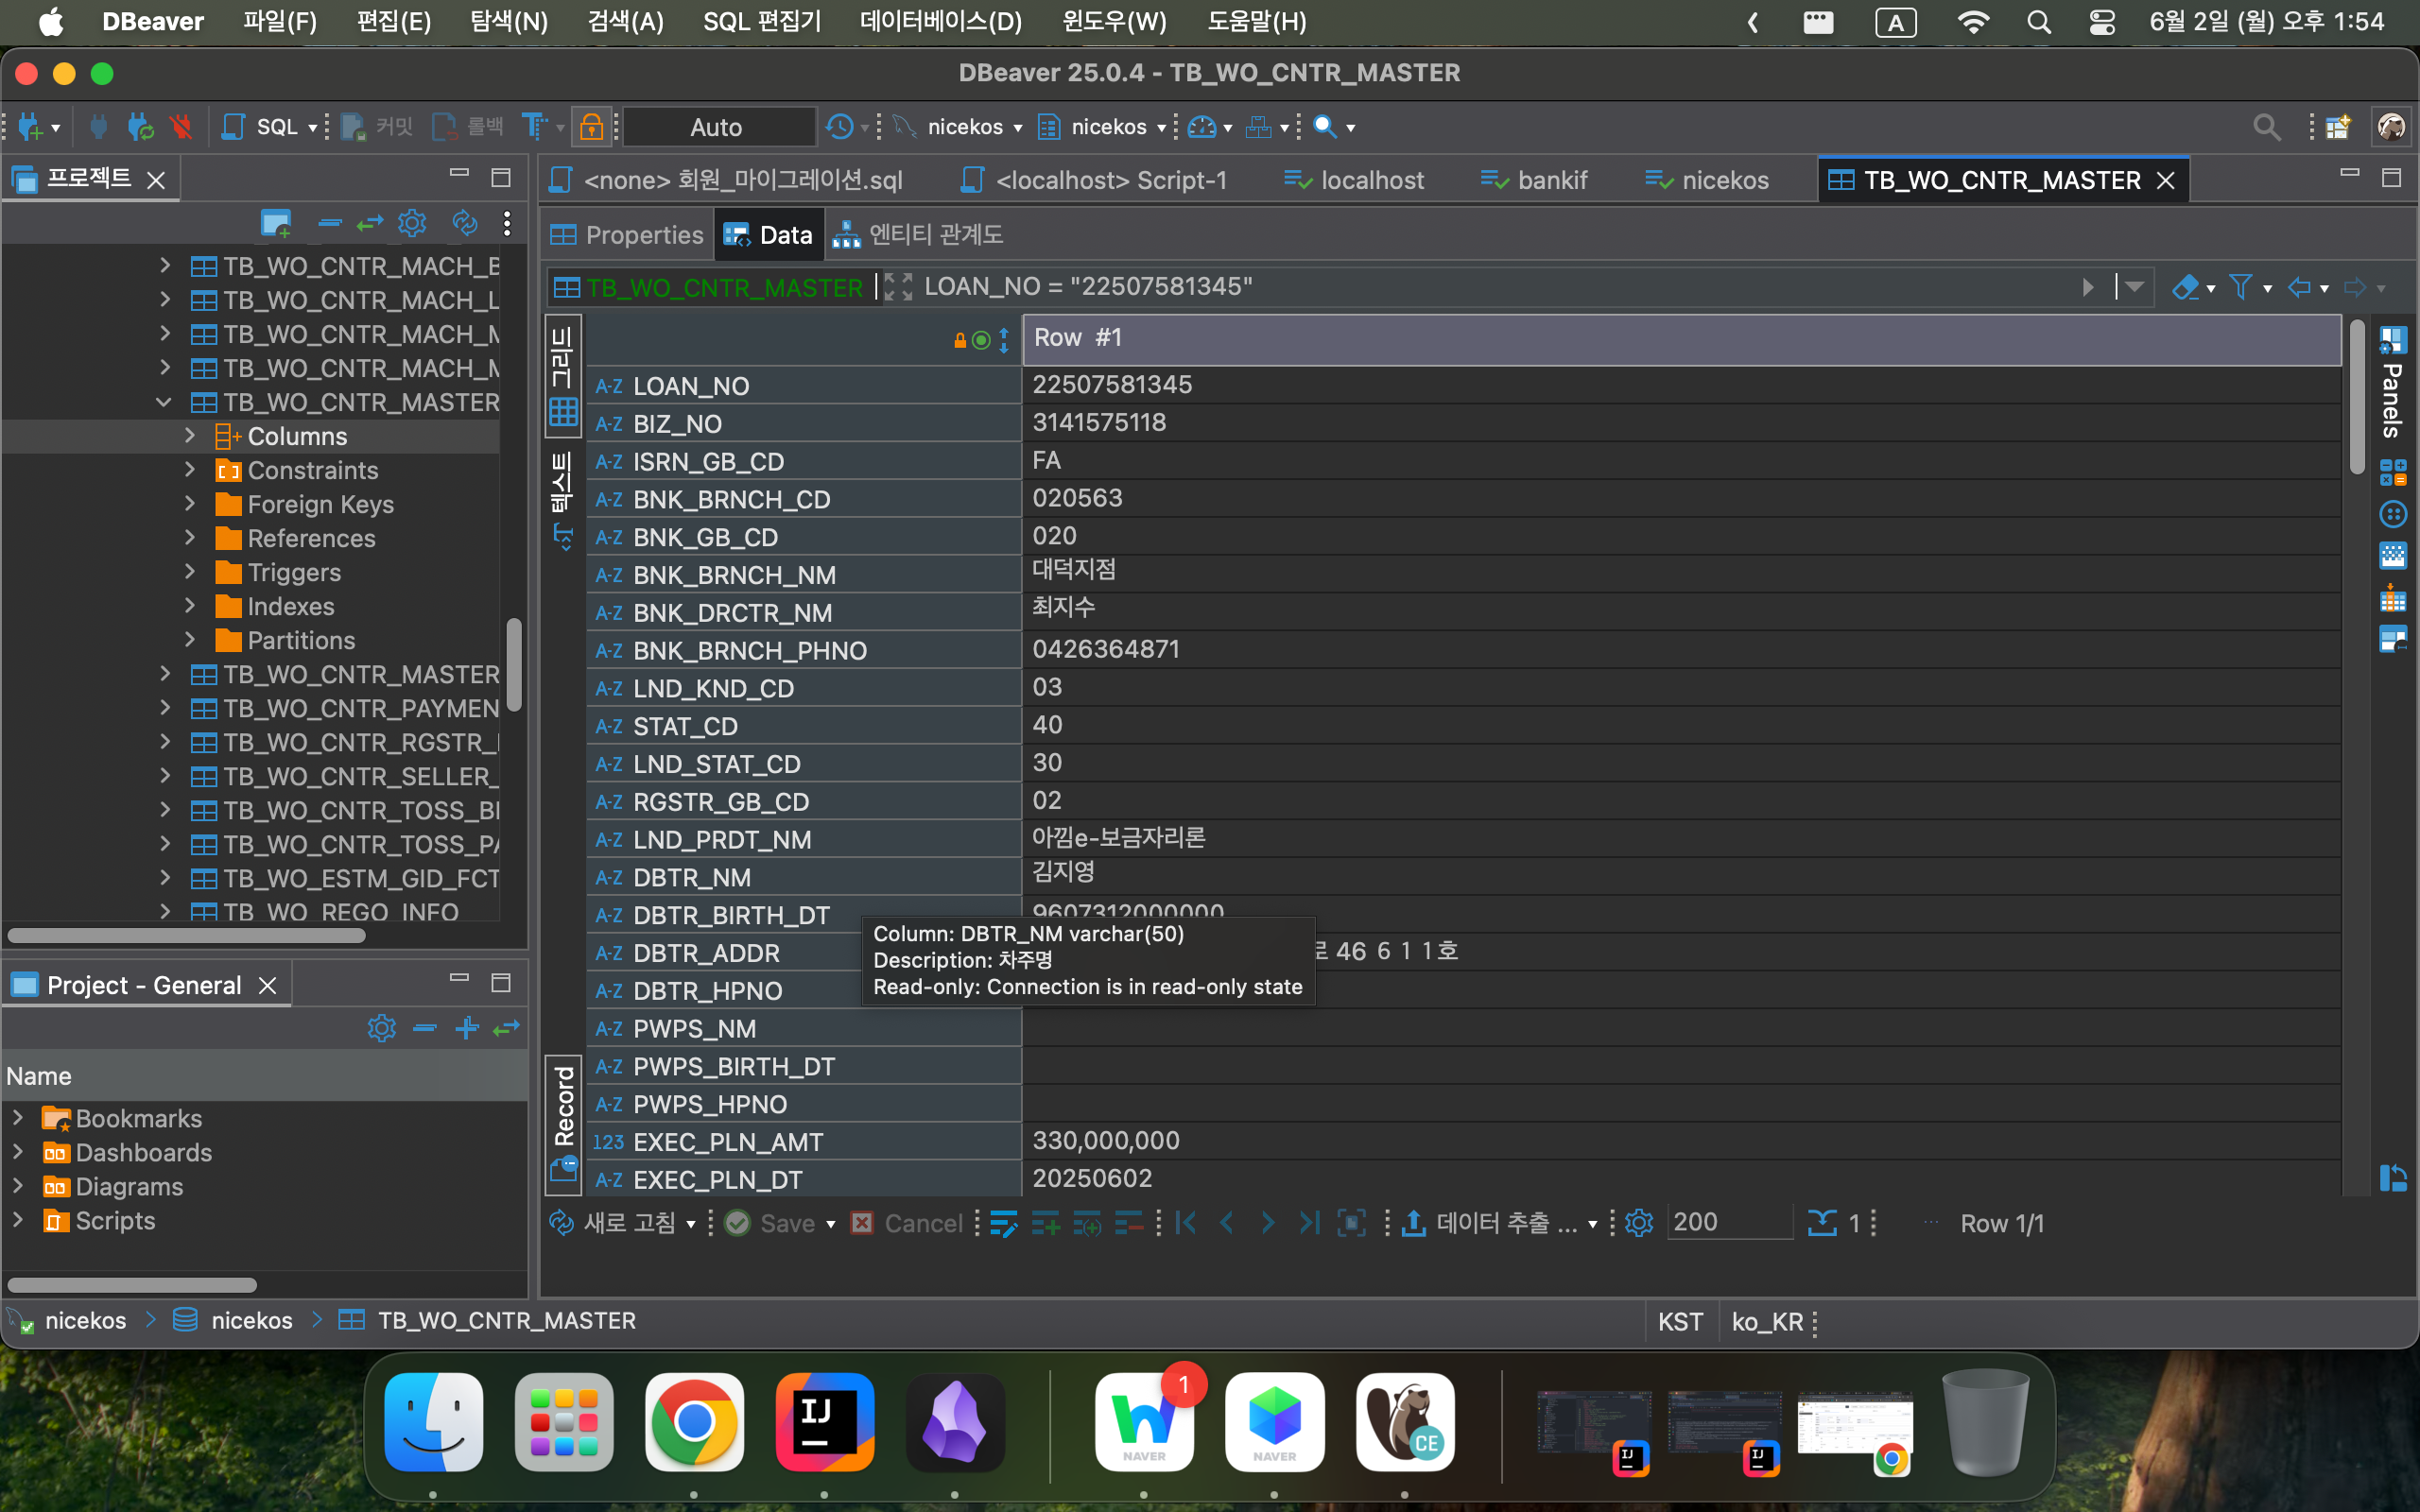 DBeaver 파일(F) 편집(E) 탐색(N) 검색(A) SQL 편집기 데이터베이스(D) 윈도우(W) 도움말(H) A 6월 2일 (월) 오후 1:54
DBeaver 25.0.4 - TB_WO_CNTR_MASTER
SQL 커밋 롤백 Auto nicekos nicekos
프로젝트
<none> 회원_마이그레이션.sql <localhost> Script-1 localhost bankif nicekos TB_WO_CNTR_MASTER
Properties Data 엔티티 관계도
TB_WO_CNTR_MASTER LOAN_NO = "22507581345"
TB_WO_CNTR_MACH_B
TB_WO_CNTR_MACH_L
TB_WO_CNTR_MACH_M
TB_WO_CNTR_MACH_M
TB_WO_CNTR_MASTER
Columns
Constraints
Foreign Keys
References
Triggers
Indexes
Partitions
TB_WO_CNTR_MASTER
TB_WO_CNTR_PAYMEN
TB_WO_CNTR_RGSTR_
TB_WO_CNTR_SELLER_
TB_WO_CNTR_TOSS_B
TB_WO_CNTR_TOSS_PA
TB_WO_ESTM_GID_FCT
TB_WO_REGO_INFO
Project - General
Name
Bookmarks
Dashboards
Diagrams
Scripts
그리드
텍스트
Record
Row #1
A-Z LOAN_NO 22507581345
A-Z BIZ_NO 3141575118
A-Z ISRN_GB_CD FA
A-Z BNK_BRNCH_CD 020563
A-Z BNK_GB_CD 020
A-Z BNK_BRNCH_NM 대덕지점
A-Z BNK_DRCTR_NM 최지수
A-Z BNK_BRNCH_PHNO 0426364871
A-Z LND_KND_CD 03
A-Z STAT_CD 40
A-Z LND_STAT_CD 30
A-Z RGSTR_GB_CD 02
A-Z LND_PRDT_NM 아낌e-보금자리론
A-Z DBTR_NM 김지영
A-Z DBTR_BIRTH_DT 9607312000000
A-Z DBTR_ADDR 로 46 6 1 1호
A-Z DBTR_HPNO
A-Z PWPS_NM
A-Z PWPS_BIRTH_DT
A-Z PWPS_HPNO
123 EXEC_PLN_AMT 330,000,000
A-Z EXEC_PLN_DT 20250602
Column: DBTR_NM varchar(50)
Description: 차주명
Read-only: Connection is in read-only state
Panels
새로 고침 Save Cancel 데이터 추출 ... 200 1 Row 1/1
nicekos nicekos TB_WO_CNTR_MASTER KST ko_KR
IJ
NAVER
1
NAVER
CE
IJ
IJ